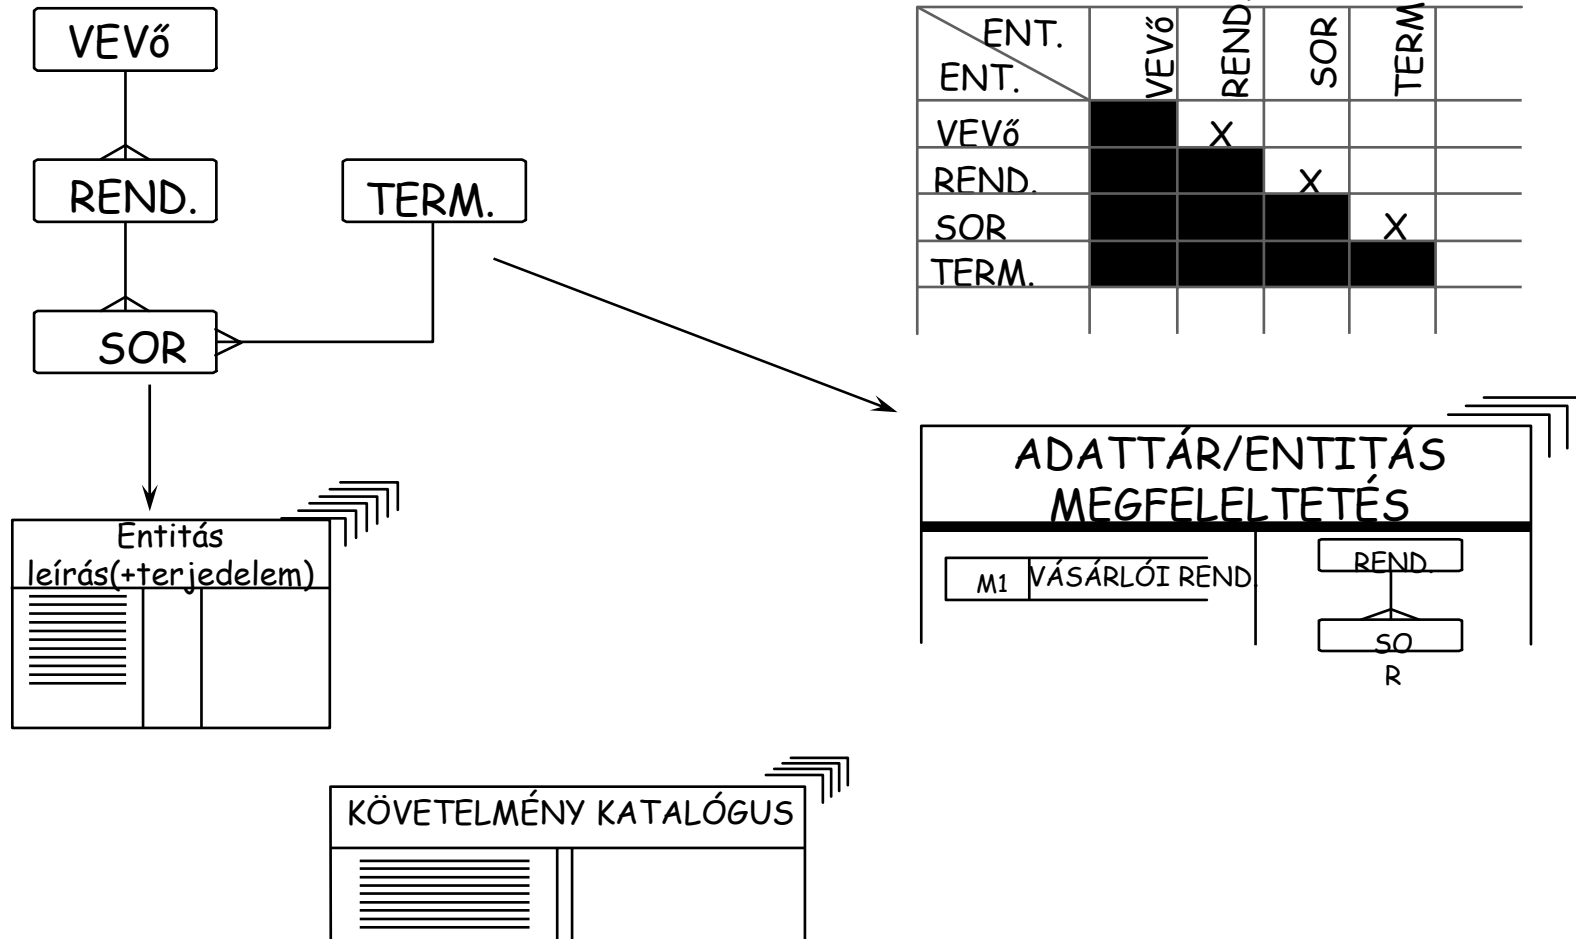 VEVő
REND.
TERM.
SOR
Entitás
leírás(+terjedelem)
KÖVETELMÉNY KATALÓGUS
ENT.
ENT.
VEVő
REND.
SOR
TERM
VEVő
X
REND.
X
SOR
X
TERM.
ADATTÁR/ENTITÁS
MEGFELELTETÉS
M1
VÁSÁRLÓI REND.
REND.
SO
R